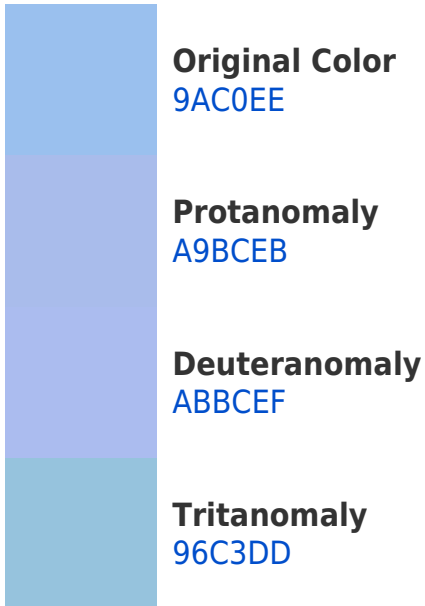 Original Color
9AC0EE
Protanomaly
A9BCEB
Deuteranomaly
ABBCEF
Tritanomaly
96C3DD